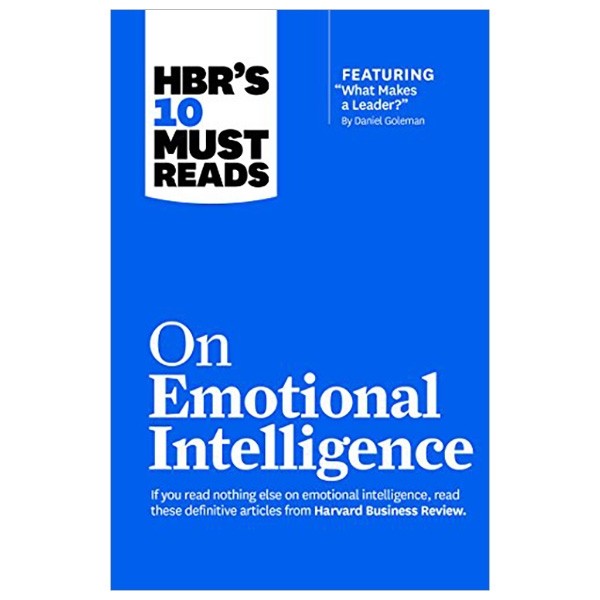 HBR'S
10
MUST
READS
FEATURING
“What Makes
a Leader?”
By Daniel Goleman
On
Emotional
Intelligence
If you read nothing else on emotional intelligence, read
these definitive articles from Harvard Business Review.